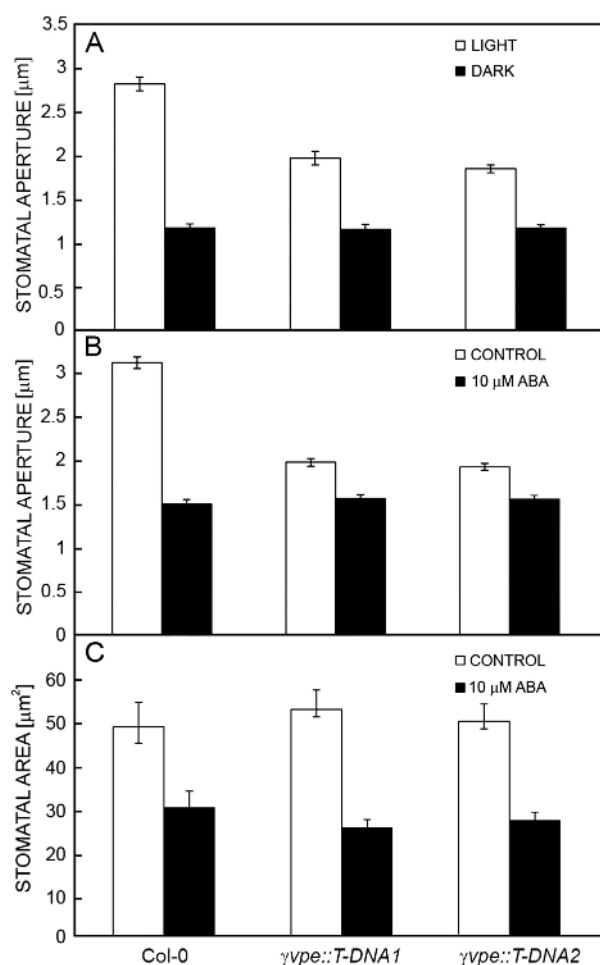 A
LIGHT
DARK
STOMATAL APERTURE [μm]
3.5
3
2.5
2
1.5
1
0.5
0
B
CONTROL
10 μM ABA
STOMATAL APERTURE [μm]
3
2.5
2
1.5
1
0.5
0
C
CONTROL
10 μM ABA
STOMATAL AREA [μm²]
60
50
40
30
20
10
0
Col-0 γvpe::T-DNA1 γvpe::T-DNA2